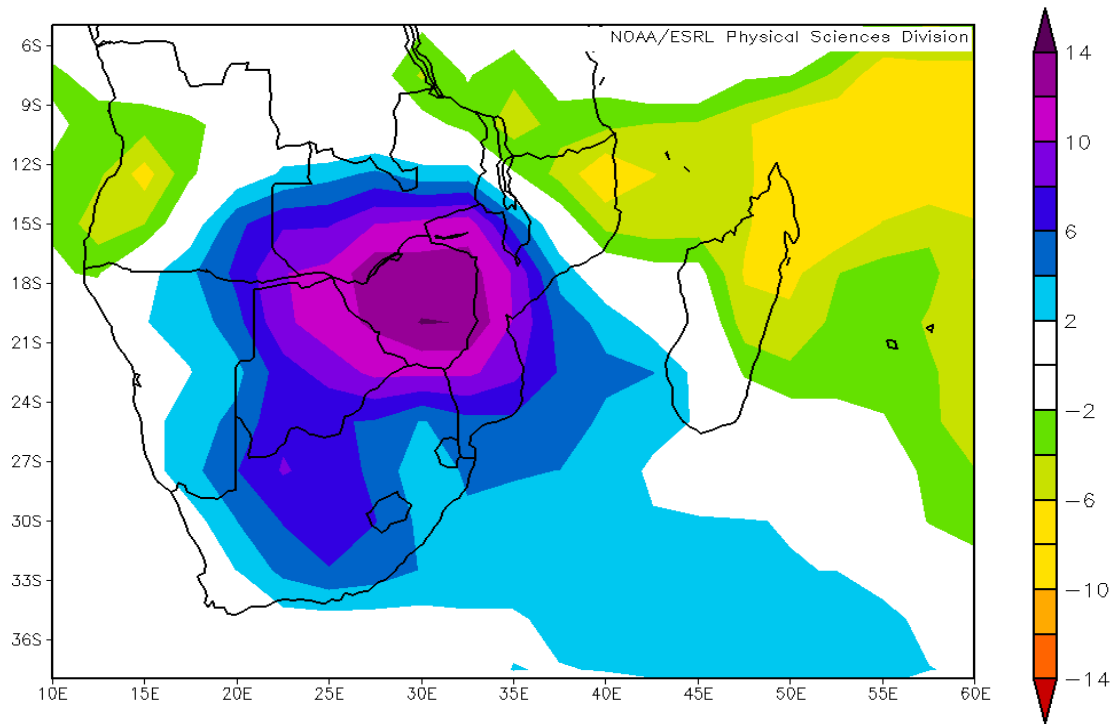 NOAA/ESRL Physical Sciences Division
6S
9S
12S
15S
18S
21S
24S
27S
30S
33S
36S
10E 15E 20E 25E 30E 35E 40E 45E 50E 55E 60E
14
10
6
2
−2
−6
−10
−14